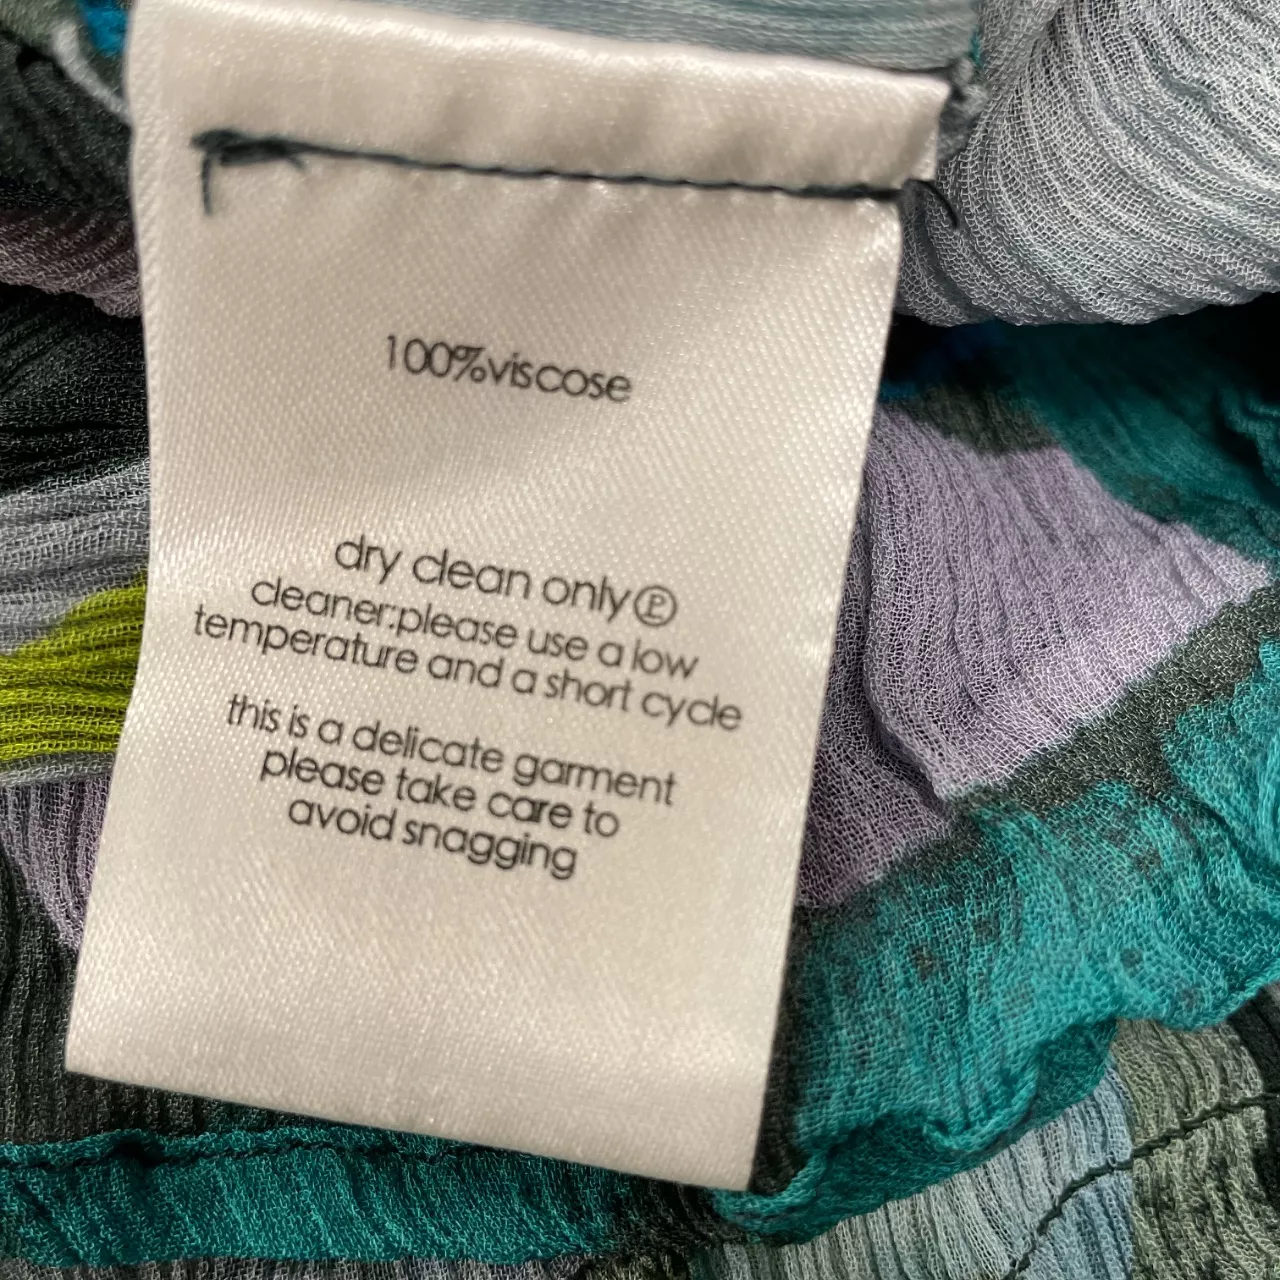 100%viscose
dry clean onlyⓅ
cleaner:please use a low
temperature and a short cycle
this is a delicate garment
please take care to
avoid snagging